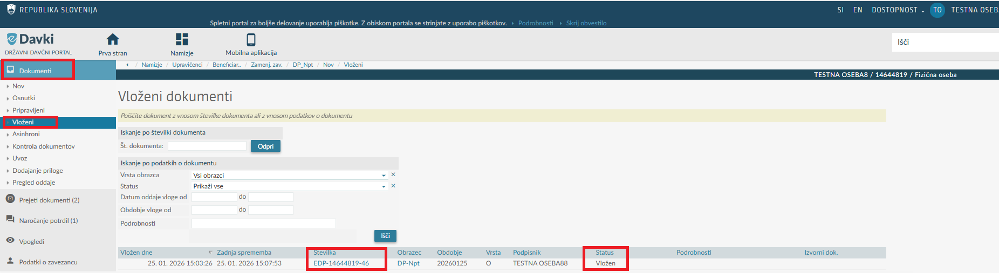 REPUBLIKA SLOVENIJA
SI EN DOSTOPNOST TO TESTNA OSEB
Spletni portal za boljše delovanje uporablja piškotke. Z obiskom portala se strinjate z uporabo piškotkov. Podrobnosti Skrij obvestilo
eDavki
DRŽAVNI DAVČNI PORTAL
Prva stran
Namizje
Mobilna aplikacija
Išči
Dokumenti
Nov
Osnutki
Pripravljeni
Vloženi
Asinhroni
Kontrola dokumentov
Uvoz
Dodajanje priloge
Pregled oddaje
Prejeti dokumenti (2)
Naročanje potrdil (1)
Vpogledi
Podatki o zavezancu
/ Namizje / Upravičenci / Beneficiar.. / Zamenj. zav. / DP_Npt / Nov / Vloženi
TESTNA OSEBA8 / 14644819 / Fizična oseba
Vloženi dokumenti
Poiščite dokument z vnosom številke dokumenta ali z vnosom podatkov o dokumentu
Iskanje po številki dokumenta
Št. dokumenta: Odpri
Iskanje po podatkih o dokumentu
Vrsta obrazca Vsi obrazci
Status Prikaži vse
Datum oddaje vloge od do
Obdobje vloge od do
Podrobnosti
Išči
Vložen dne Zadnja sprememba Številka Obrazec Obdobje Vrsta Podpisnik Status Podrobnosti Izvorni dok.
25. 01. 2026 15:03:26 25. 01. 2026 15:07:53 EDP-14644819-46 DP-Npt 20260125 O TESTNA OSEBA88 Vložen